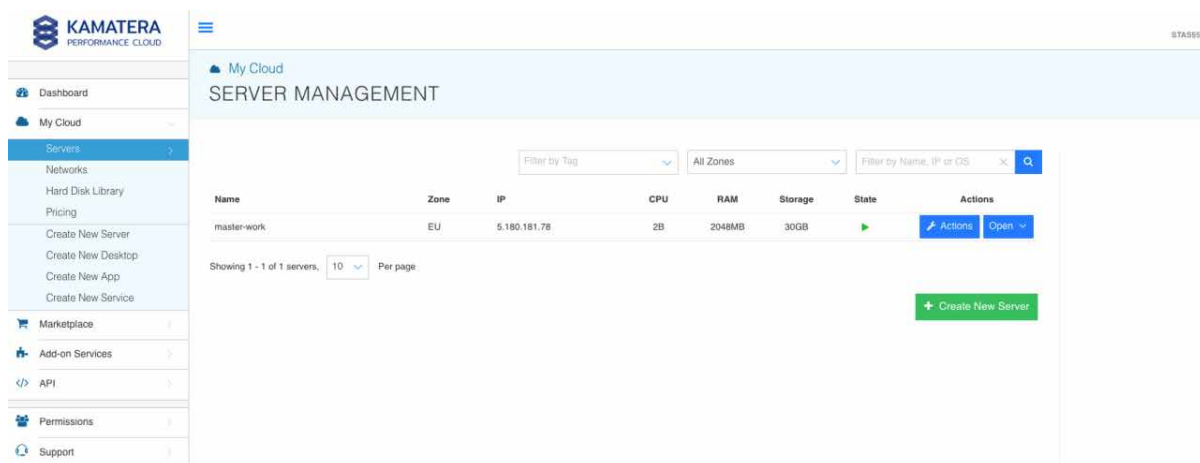 KAMATERA
PERFORMANCE CLOUD
STAS55
My Cloud
SERVER MANAGEMENT
Dashboard
My Cloud
Servers
Networks
Hard Disk Library
Pricing
Create New Server
Create New Desktop
Create New App
Create New Service
Marketplace
Add-on Services
API
Permissions
Support
Filter by Tag
All Zones
Filter by Name, IP or OS
Name Zone IP CPU RAM Storage State Actions
master-work EU 5.180.181.78 2B 2048MB 30GB Actions Open
Showing 1 - 1 of 1 servers, 10 Per page
Create New Server